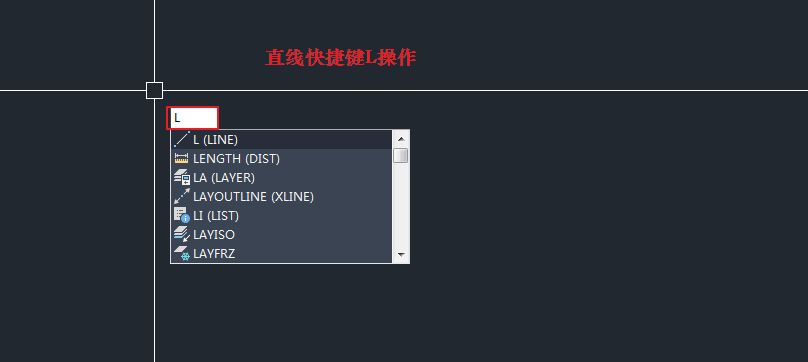 直线快捷键L操作
L
L (LINE)
LENGTH (DIST)
LA (LAYER)
LAYOUTLINE (XLINE)
LI (LIST)
LAYISO
LAYFRZ